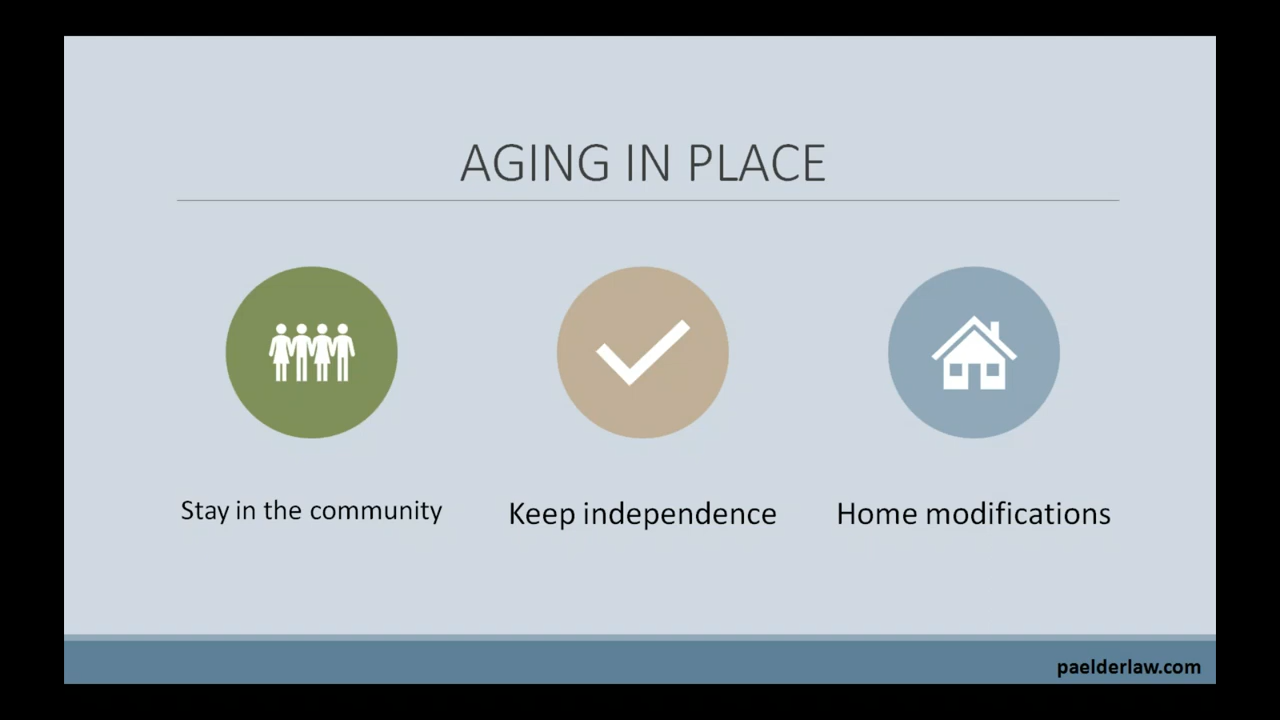 AGING IN PLACE
Stay in the community
Keep independence
Home modifications
paelderlaw.com